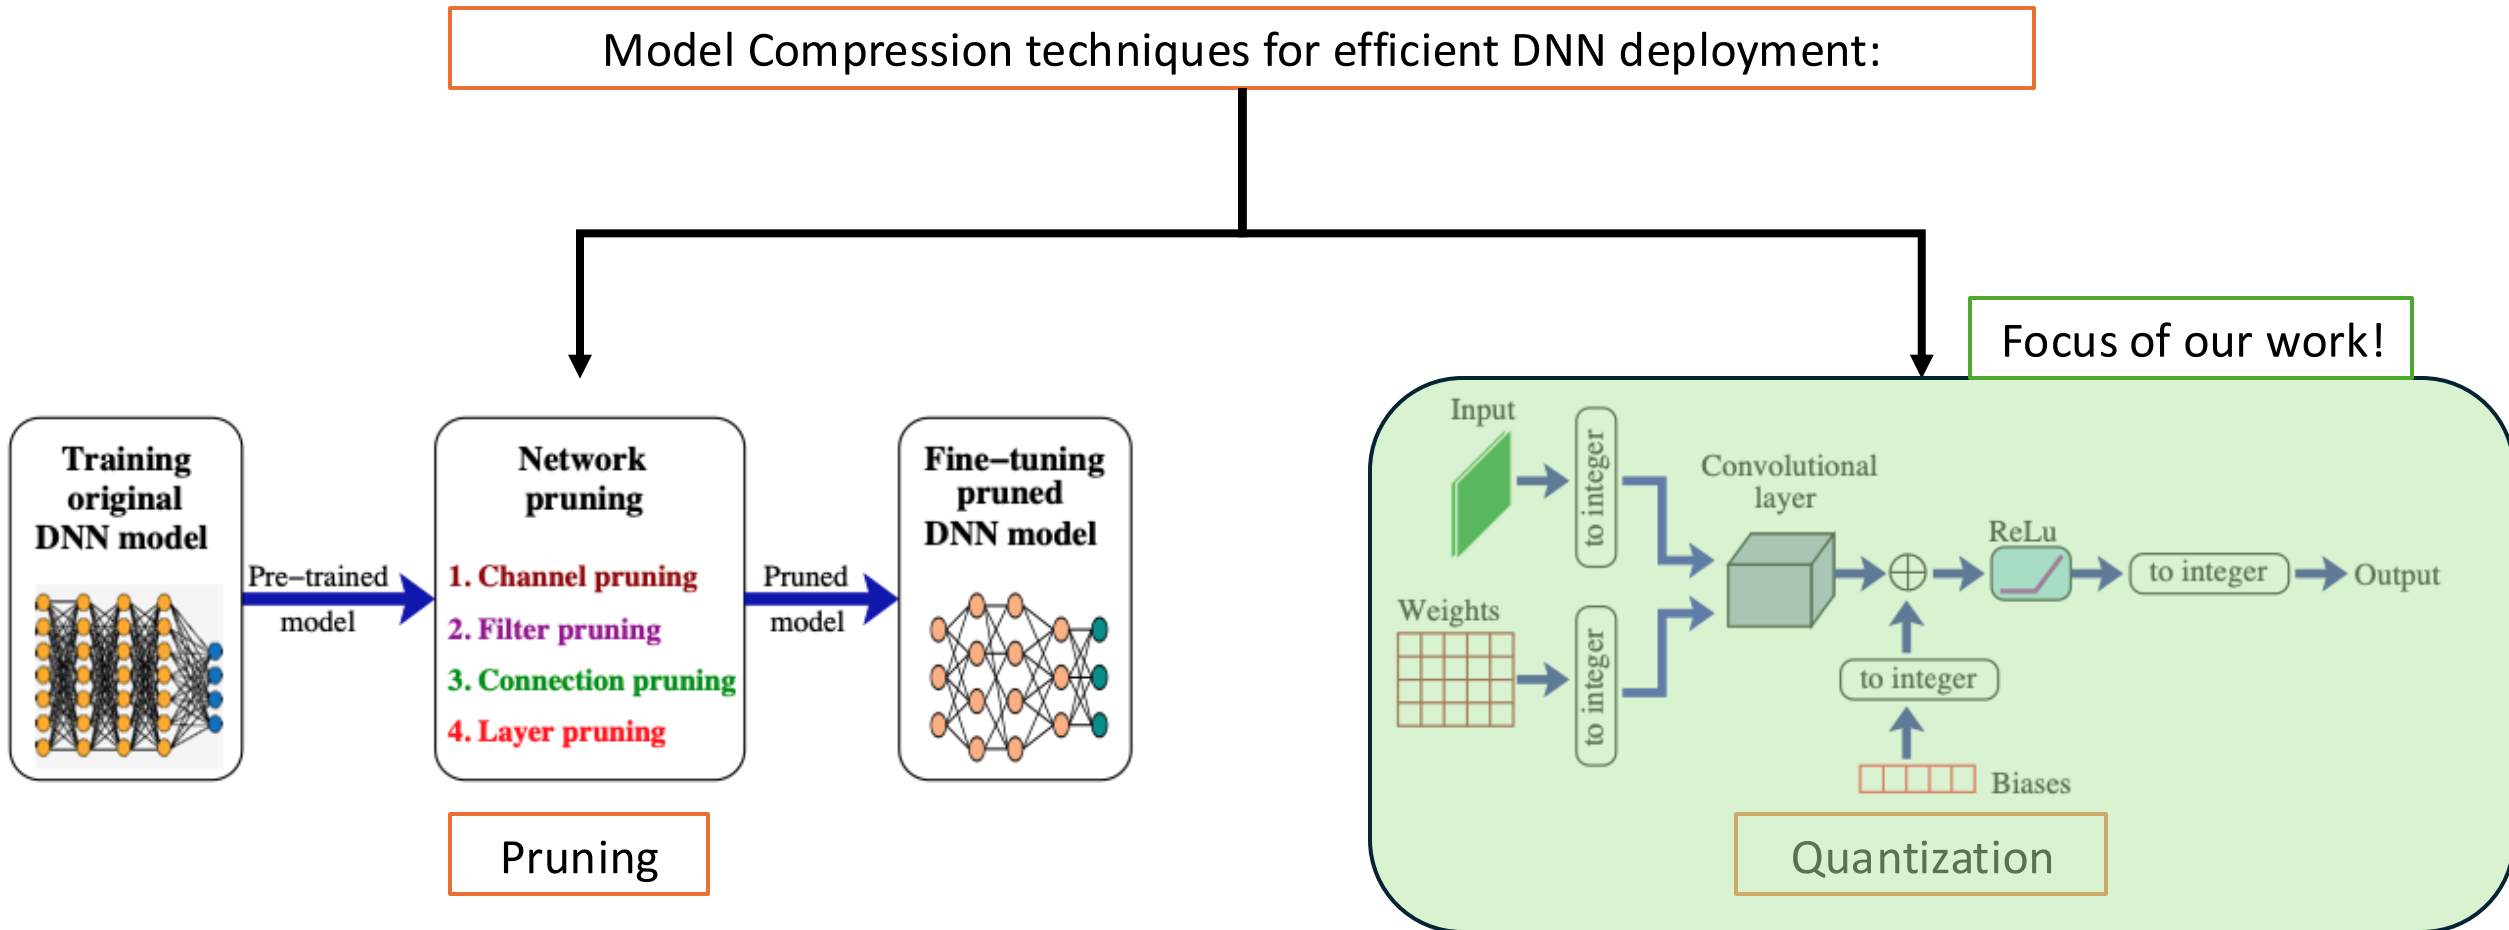 Model Compression techniques for efficient DNN deployment:
Training
original
DNN model
Pre–trained
model
Network
pruning
1. Channel pruning
2. Filter pruning
3. Connection pruning
4. Layer pruning
Pruned
model
Fine–tuning
pruned
DNN model
Pruning
Focus of our work!
Input
to integer
Weights
to integer
Convolutional
layer
ReLu
to integer
Output
to integer
Biases
Quantization